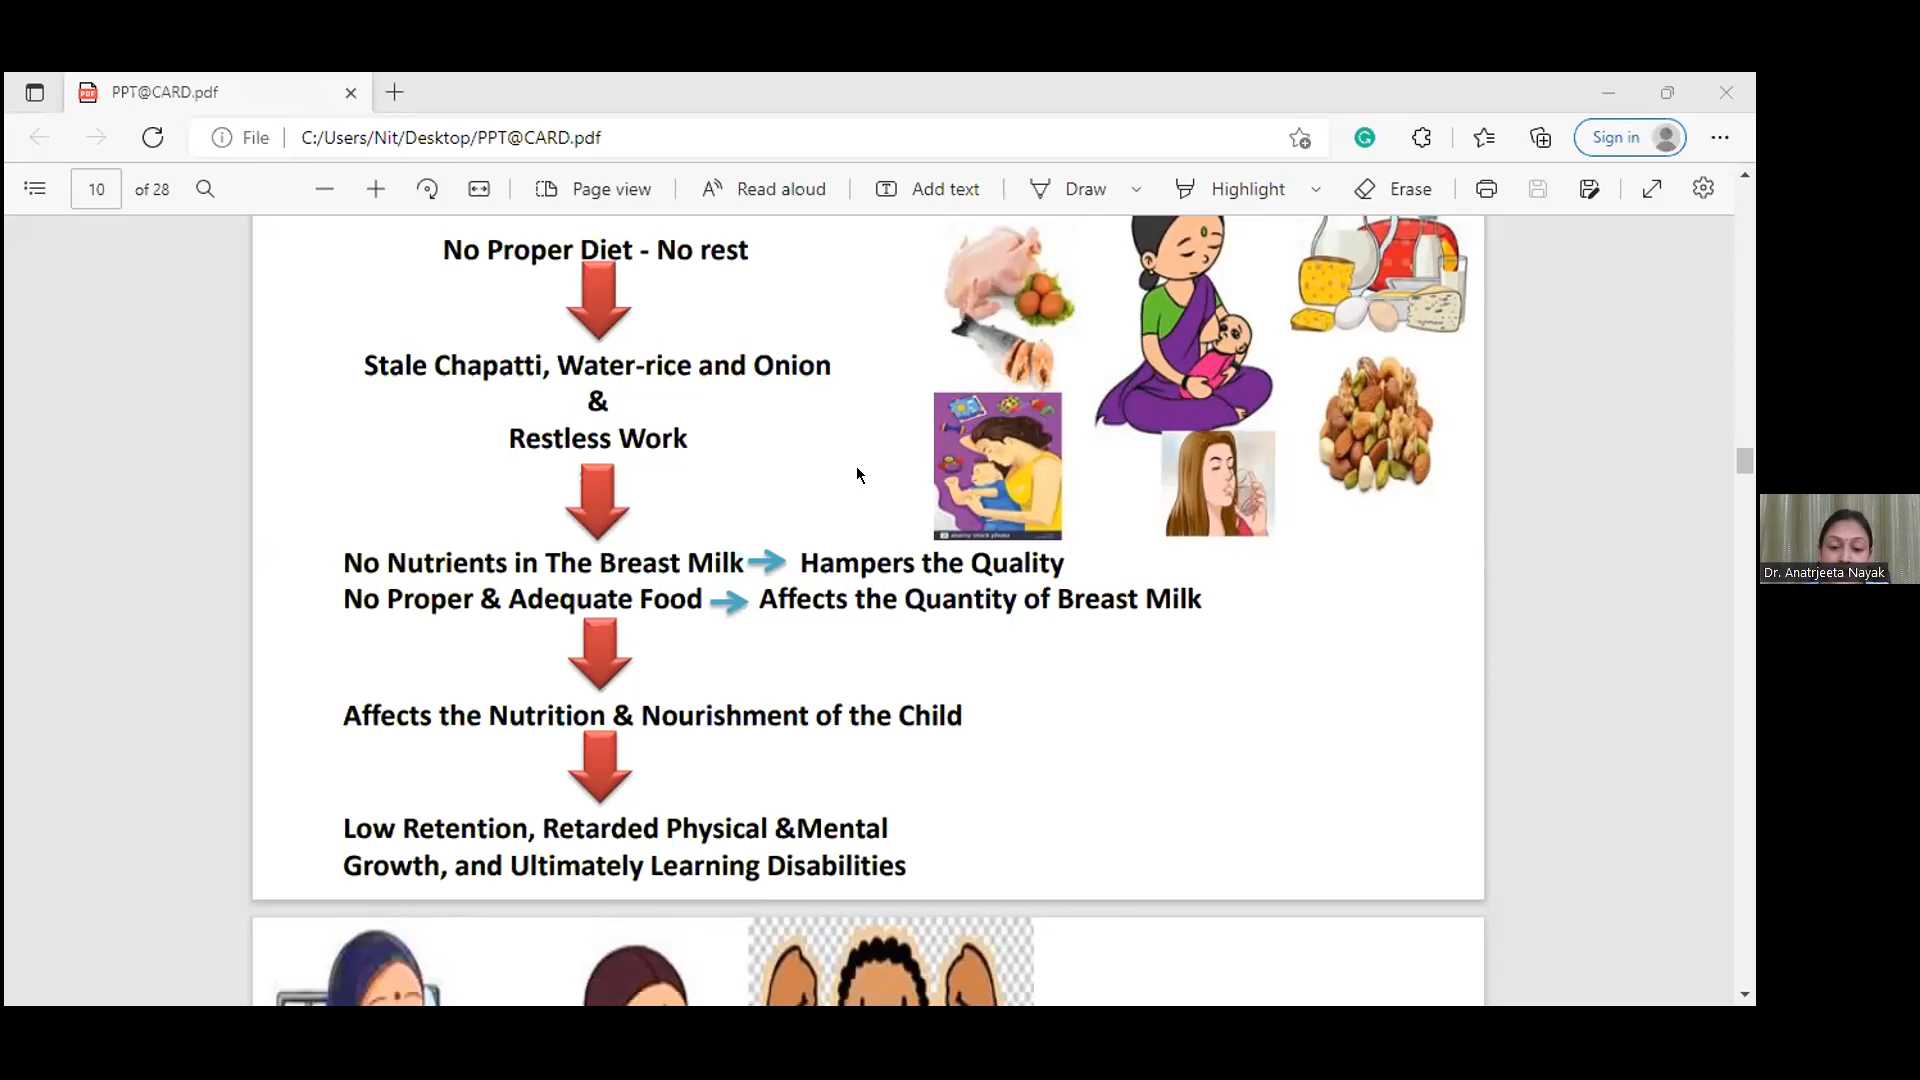 PPT@CARD.pdf
File
C:/Users/Nit/Desktop/PPT@CARD.pdf
Sign in
10 of 28
Page view
Read aloud
Add text
Draw
Highlight
Erase
No Proper Diet - No rest
Stale Chapatti, Water-rice and Onion
&
Restless Work
No Nutrients in The Breast Milk Hampers the Quality
No Proper & Adequate Food Affects the Quantity of Breast Milk
Affects the Nutrition & Nourishment of the Child
Low Retention, Retarded Physical &Mental
Growth, and Ultimately Learning Disabilities
Dr. Anatrjeeta Nayak